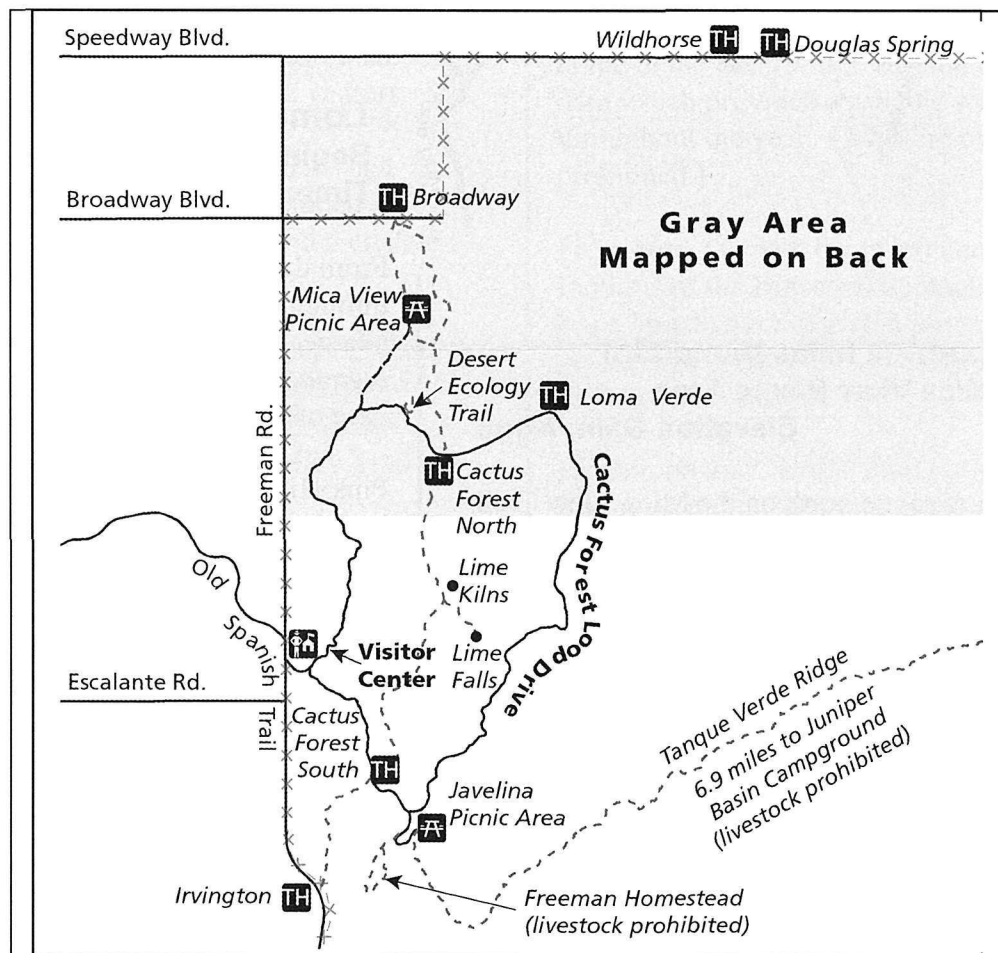 Speedway Blvd.
Wildhorse TH
TH Douglas Spring
Broadway Blvd.
TH Broadway
Gray Area
Mapped on Back
Mica View
Picnic Area
Desert
Ecology
Trail
TH Loma Verde
Freeman Rd.
TH Cactus
Forest
North
Cactus Forest Loop Drive
Old Spanish Trail
Lime
Kilns
Visitor
Center
Lime
Falls
Escalante Rd.
Cactus
Forest
South TH
Tanque Verde Ridge
6.9 miles to Juniper
Basin Campground
(livestock prohibited)
Javelina
Picnic Area
Irvington TH
Freeman Homestead
(livestock prohibited)